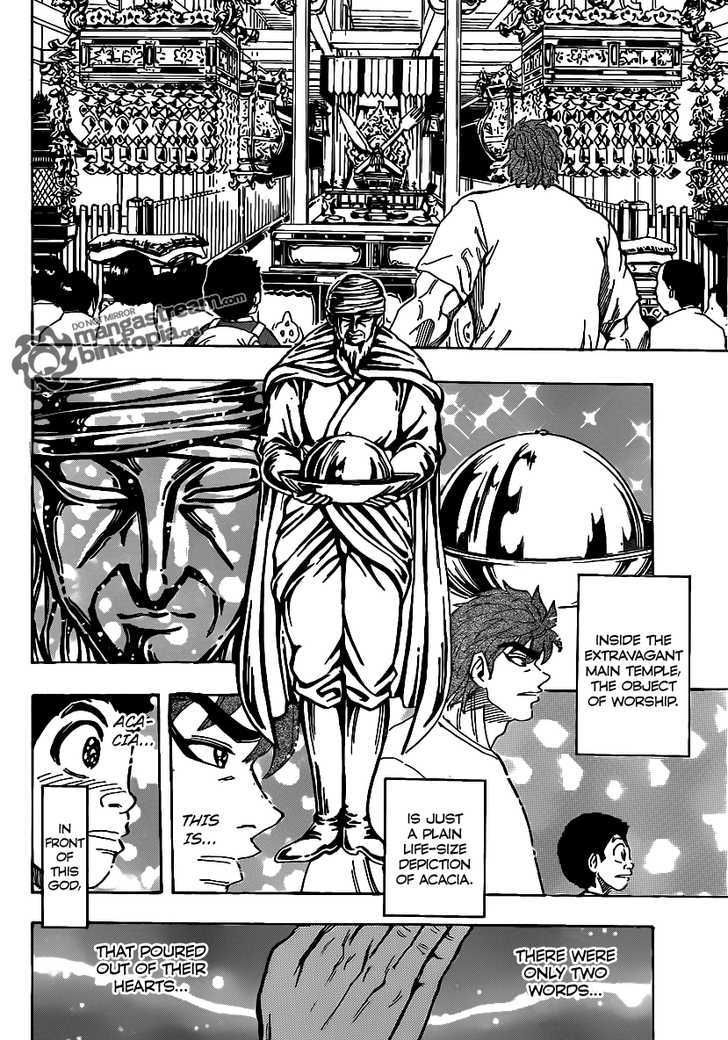 DO NOT MIRROR
mangastream.com
binktopia.org
INSIDE THE
EXTRAVAGANT
MAIN TEMPLE,
THE OBJECT
OF WORSHIP.
IS JUST
A PLAIN
LIFE-SIZE
DEPICTION
OF ACACIA.
THIS
IS...
ACA-
CIA...
IN
FRONT
OF THIS
GOD,
THERE WERE
ONLY TWO
WORDS...
THAT POURED
OUT OF THEIR
HEARTS...